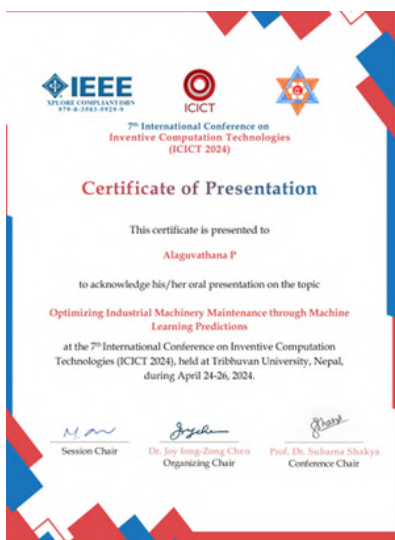 IEEE
XPLORE COMPLIANT ISBN
979-8-3503-5929-9
ICICT
7th International Conference on
Inventive Computation Technologies
(ICICT 2024)
Certificate of Presentation
This certificate is presented to
Alaguvathana P
to acknowledge his/her oral presentation on the topic
Optimizing Industrial Machinery Maintenance through Machine
Learning Predictions
at the 7th International Conference on Inventive Computation
Technologies (ICICT 2024), held at Tribhuvan University, Nepal,
during April 24-26, 2024.
Session Chair
Dr. Joy Iong-Zong Chen
Organizing Chair
Prof. Dr. Subarna Shakya
Conference Chair